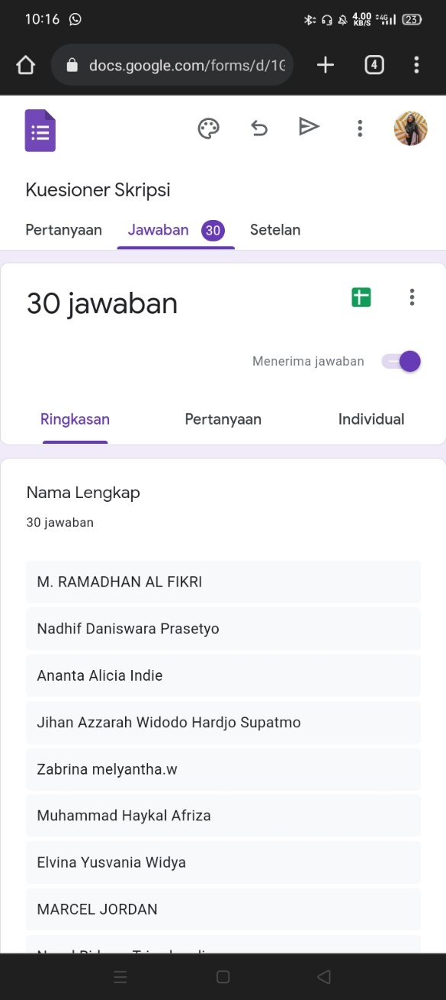 10:16
4.00 KB/S 4G 23
docs.google.com/forms/d/1
4
Kuesioner Skripsi
Pertanyaan Jawaban 30 Setelan
30 jawaban
Menerima jawaban
Ringkasan Pertanyaan Individual
Nama Lengkap
30 jawaban
M. RAMADHAN AL FIKRI
Nadhif Daniswara Prasetyo
Ananta Alicia Indie
Jihan Azzarah Widodo Hardjo Supatmo
Zabrina melyantha.w
Muhammad Haykal Afriza
Elvina Yusvania Widya
MARCEL JORDAN